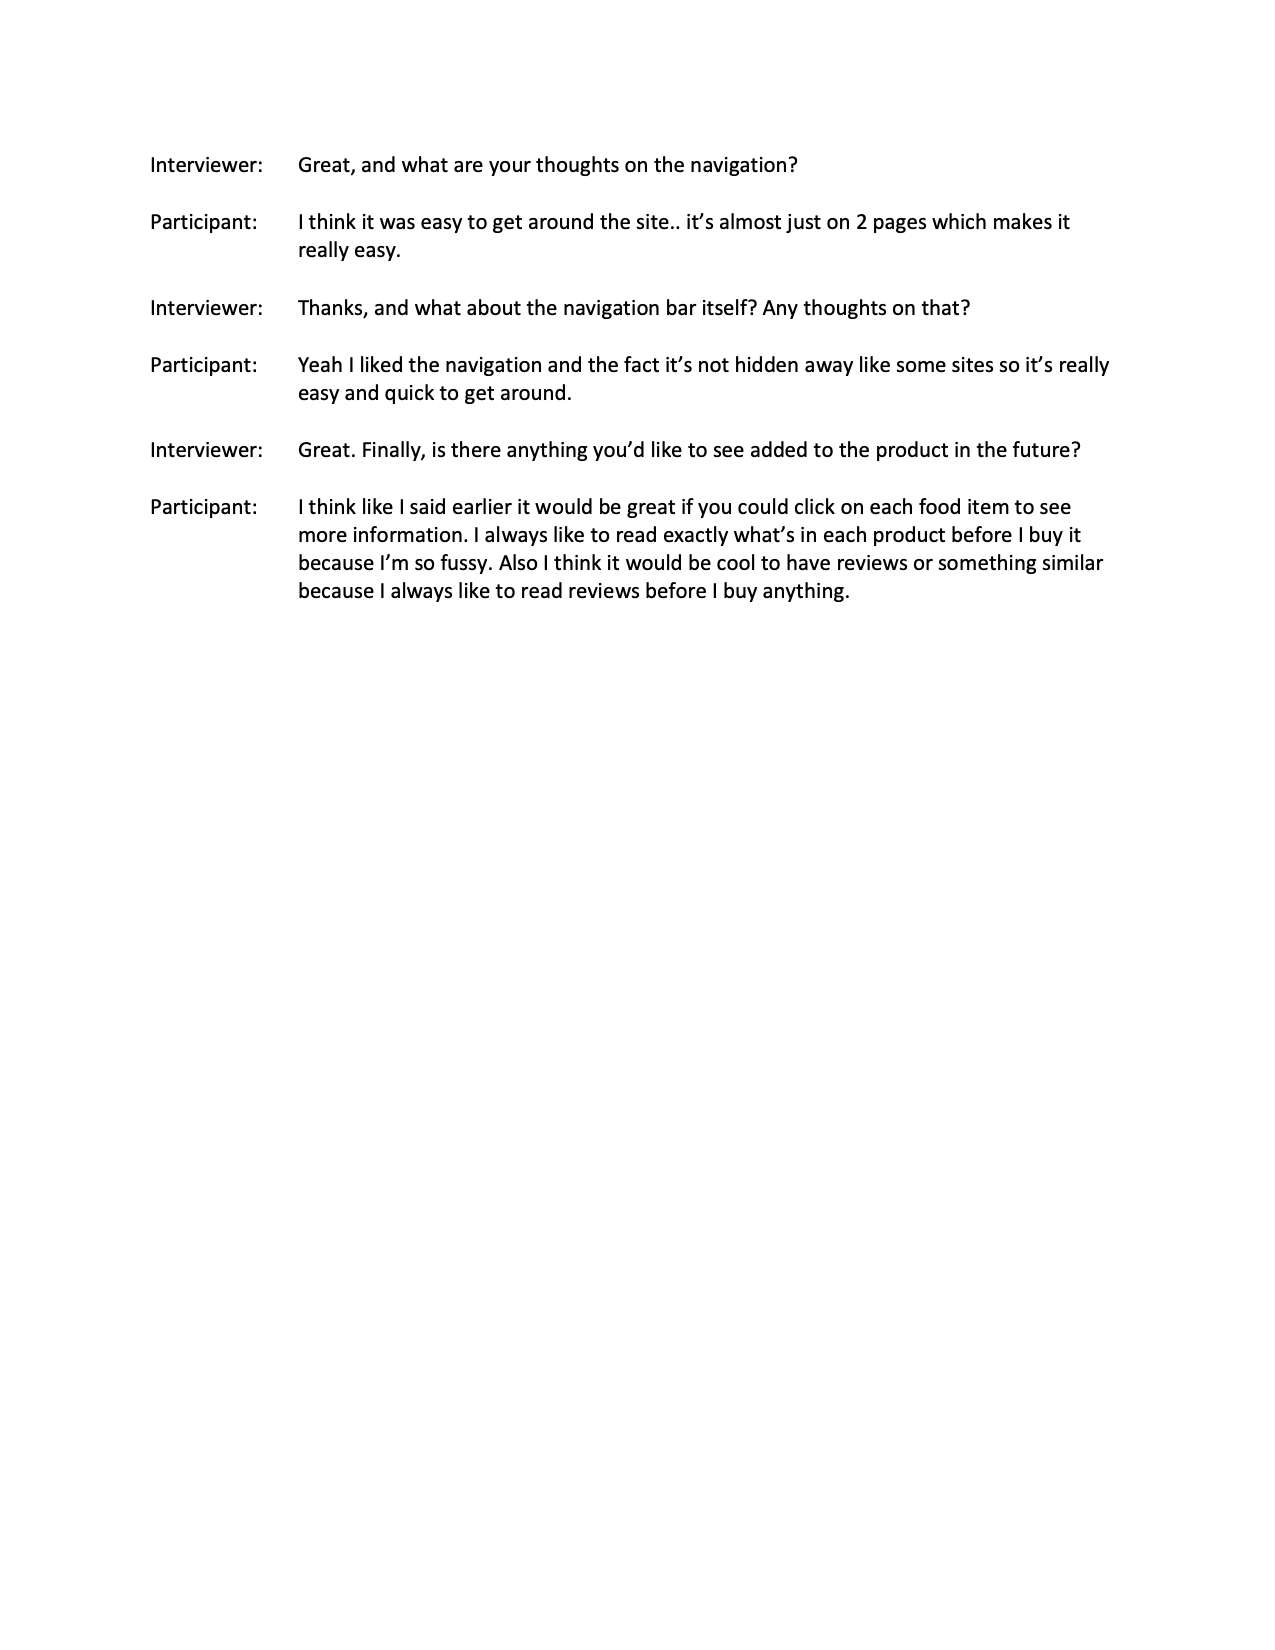 Interviewer: Great, and what are your thoughts on the navigation?
Participant: I think it was easy to get around the site.. it’s almost just on 2 pages which makes it
really easy.
Interviewer: Thanks, and what about the navigation bar itself? Any thoughts on that?
Participant: Yeah I liked the navigation and the fact it’s not hidden away like some sites so it’s really
easy and quick to get around.
Interviewer: Great. Finally, is there anything you’d like to see added to the product in the future?
Participant: I think like I said earlier it would be great if you could click on each food item to see
more information. I always like to read exactly what’s in each product before I buy it
because I’m so fussy. Also I think it would be cool to have reviews or something similar
because I always like to read reviews before I buy anything.